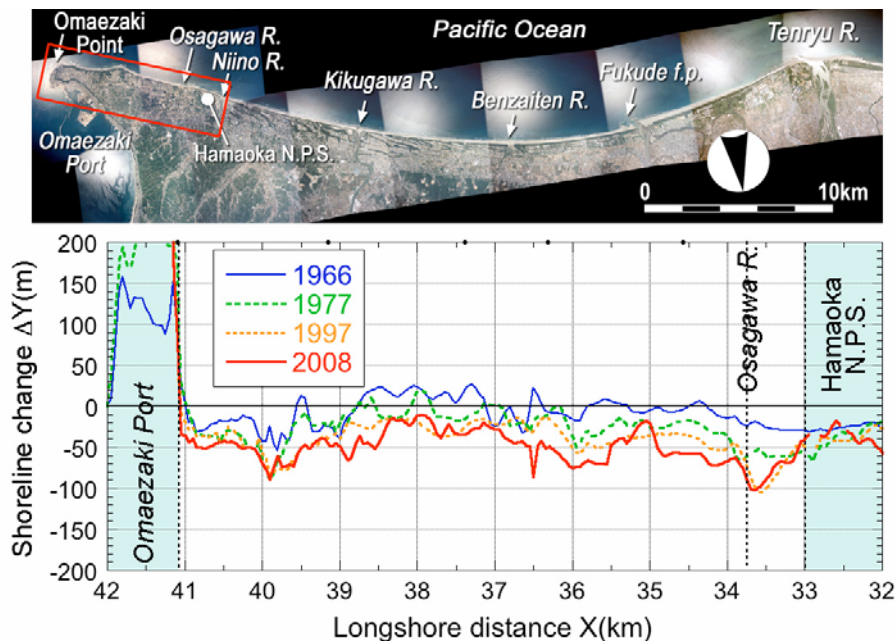 Omaezaki
Point
Osagawa R.
Niino R.
Pacific Ocean
Tenryu R.
Kikugawa R.
Benzaiten R.
Fukude f.p.
Omaezaki
Port
Hamaoka N.P.S.
0 10km
Shoreline change ΔY(m)
200
150
100
50
0
-50
-100
-150
-200
1966
1977
1997
2008
Omaezaki Port
Osagawa R.
Hamaoka
N.P.S.
42 41 40 39 38 37 36 35 34 33 32
Longshore distance X(km)